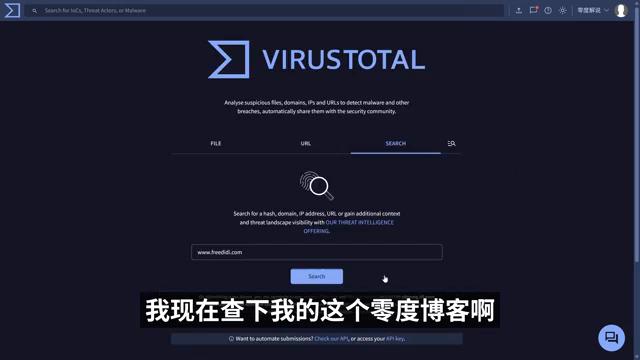 Search for IoCs, Threat Actors, or Malware
零度解说
VIRUSTOTAL
Analyse suspicious files, domains, IPs and URLs to detect malware and other
breaches, automatically share them with the security community.
FILE
URL
SEARCH
Search for a hash, domain, IP address, URL or gain additional context
and threat landscape visibility with OUR THREAT INTELLIGENCE
OFFERING.
www.freedidi.com
Search
我现在查下我的这个零度博客啊
Want to automate submissions? Check our API, or access your API key.